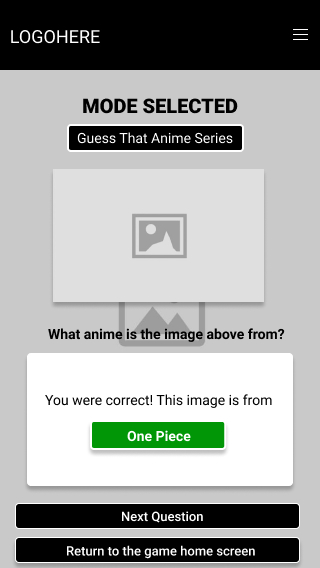 LOGOHERE
MODE SELECTED
Guess That Anime Series
What anime is the image above from?
You were correct! This image is from
One Piece
Next Question
Return to the game home screen